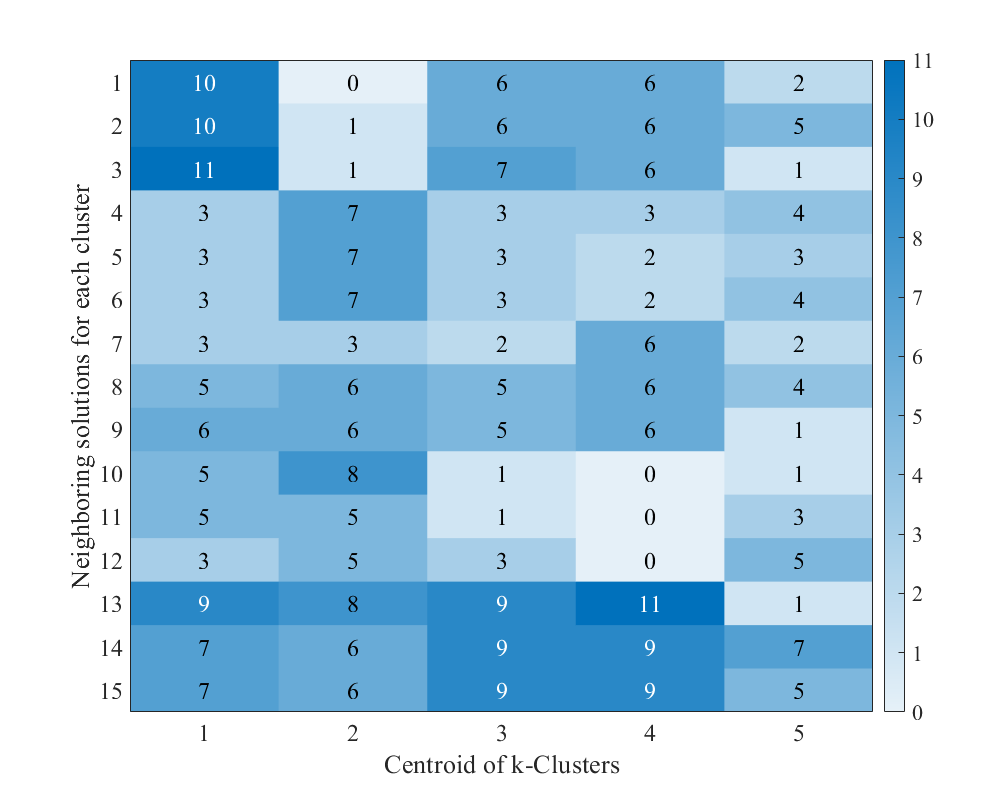 11
1 10 0 6 6 2
10
2 10 1 6 6 5
3 11 1 7 6 1
9
4 3 7 3 3 4
8
5 3 7 3 2 3
7
6 3 7 3 2 4
7 3 3 2 6 2
6
8 5 6 5 6 4
5
9 6 6 5 6 1
10 5 8 1 0 1
4
11 5 5 1 0 3
3
12 3 5 3 0 5
2
13 9 8 9 11 1
14 7 6 9 9 7
1
15 7 6 9 9 5
0
1 2 3 4 5
Centroid of k-Clusters
Neighboring solutions for each cluster